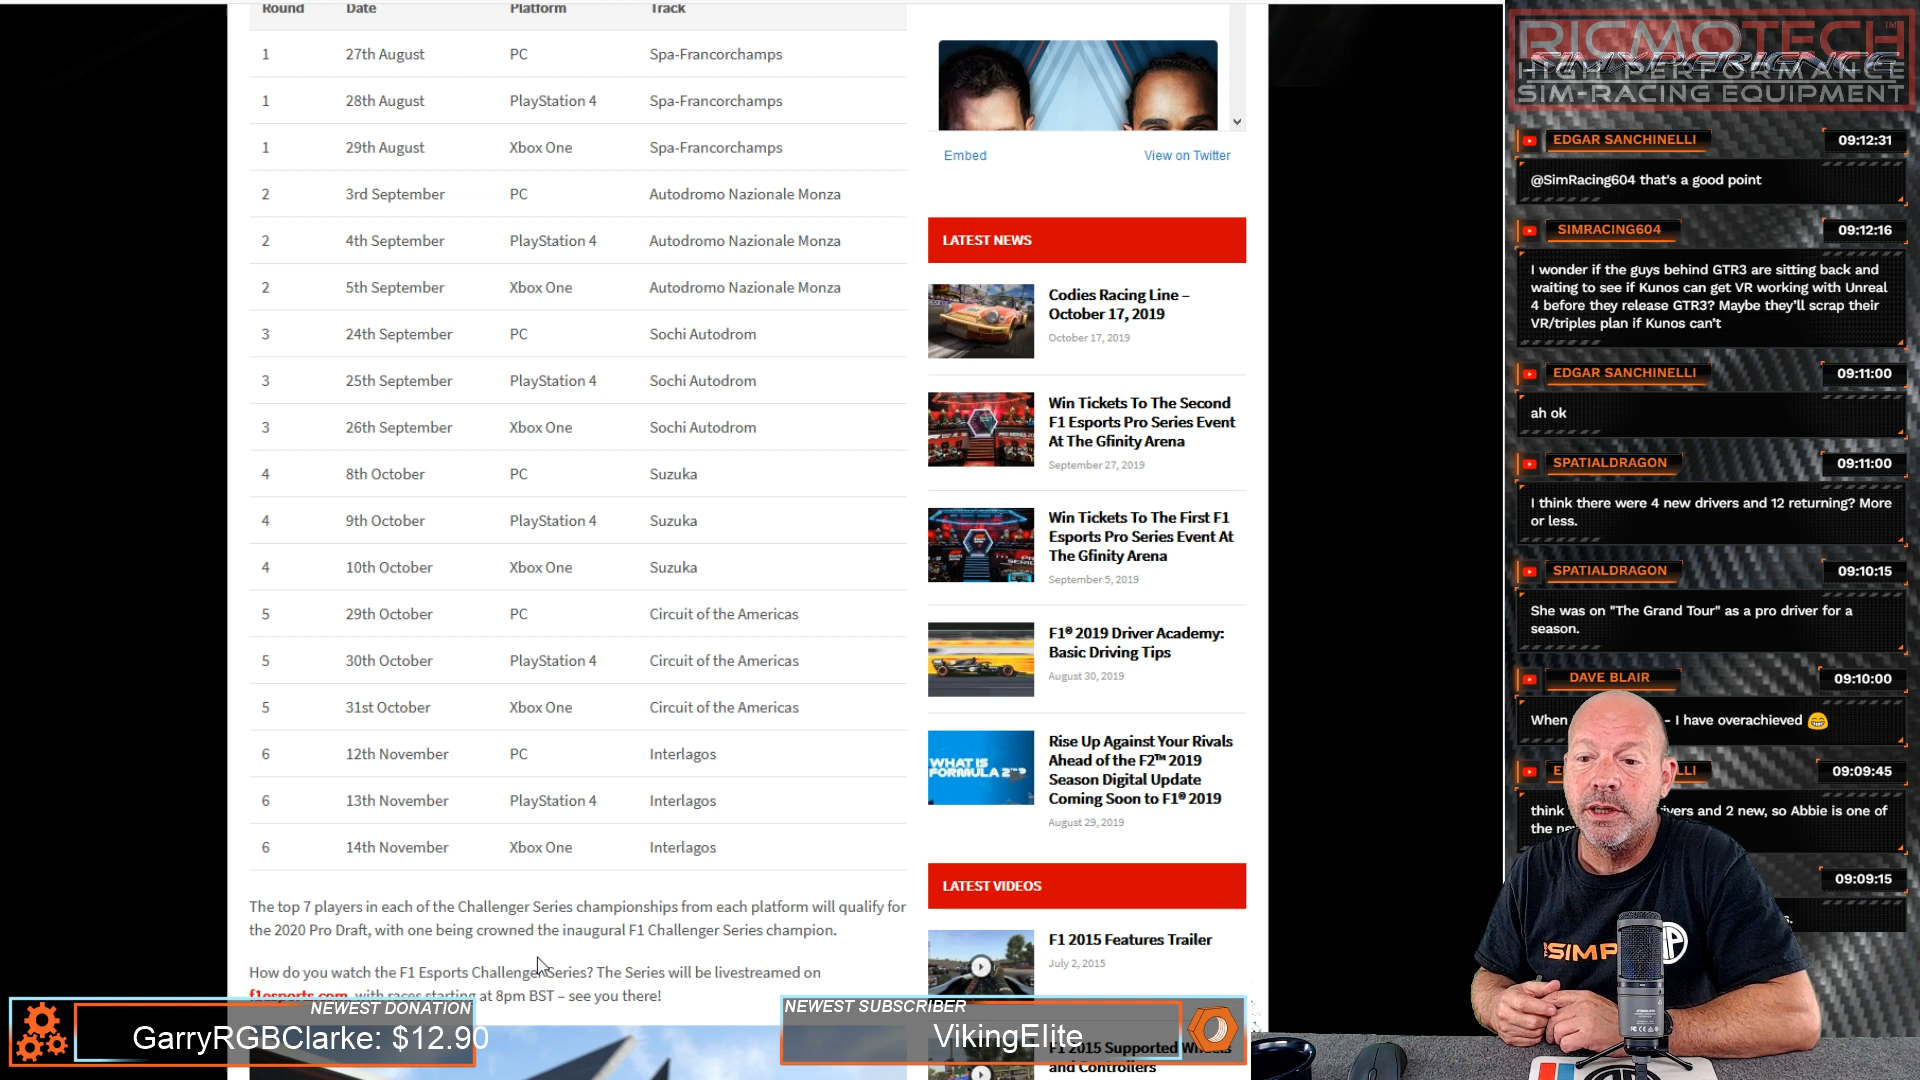 Round Date Platform Track
1 27th August PC Spa-Francorchamps
1 28th August PlayStation 4 Spa-Francorchamps
1 29th August Xbox One Spa-Francorchamps
2 3rd September PC Autodromo Nazionale Monza
2 4th September PlayStation 4 Autodromo Nazionale Monza
2 5th September Xbox One Autodromo Nazionale Monza
3 24th September PC Sochi Autodrom
3 25th September PlayStation 4 Sochi Autodrom
3 26th September Xbox One Sochi Autodrom
4 8th October PC Suzuka
4 9th October PlayStation 4 Suzuka
4 10th October Xbox One Suzuka
5 29th October PC Circuit of the Americas
5 30th October PlayStation 4 Circuit of the Americas
5 31st October Xbox One Circuit of the Americas
6 12th November PC Interlagos
6 13th November PlayStation 4 Interlagos
6 14th November Xbox One Interlagos
The top 7 players in each of the Challenger Series championships from each platform will qualify for
the 2020 Pro Draft, with one being crowned the inaugural F1 Challenger Series champion.
How do you watch the F1 Esports Challenger Series? The Series will be livestreamed on
f1esports.com, with races starting at 8pm BST – see you there!
Embed View on Twitter
LATEST NEWS
Codies Racing Line –
October 17, 2019
October 17, 2019
Win Tickets To The Second
F1 Esports Pro Series Event
At The Gfinity Arena
September 27, 2019
Win Tickets To The First F1
Esports Pro Series Event At
The Gfinity Arena
September 5, 2019
F1® 2019 Driver Academy:
Basic Driving Tips
August 30, 2019
WHAT IS
FORMULA 2
Rise Up Against Your Rivals
Ahead of the F2™ 2019
Season Digital Update
Coming Soon to F1® 2019
August 29, 2019
LATEST VIDEOS
F1 2015 Features Trailer
July 2, 2015
F1 2015 Supported Wheels
and Controllers
NEWEST DONATION
GarryRGBClarke: $12.90
NEWEST SUBSCRIBER
VikingElite
RICMOTECH™
SIMXPERIENCE
HIGH PERFORMANCE
SIM-RACING EQUIPMENT
EDGAR SANCHINELLI 09:12:31
@SimRacing604 that's a good point
SIMRACING604 09:12:16
I wonder if the guys behind GTR3 are sitting back and
waiting to see if Kunos can get VR working with Unreal
4 before they release GTR3? Maybe they'll scrap their
VR/triples plan if Kunos can't
EDGAR SANCHINELLI 09:11:00
ah ok
SPATIALDRAGON 09:11:00
I think there were 4 new drivers and 12 returning? More
or less.
SPATIALDRAGON 09:10:15
She was on "The Grand Tour" as a pro driver for a
season.
DAVE BLAIR 09:10:00
When - I have overachieved 😁
09:09:45
think and 2 new, so Abbie is one of
the
09:09:15
SIMP